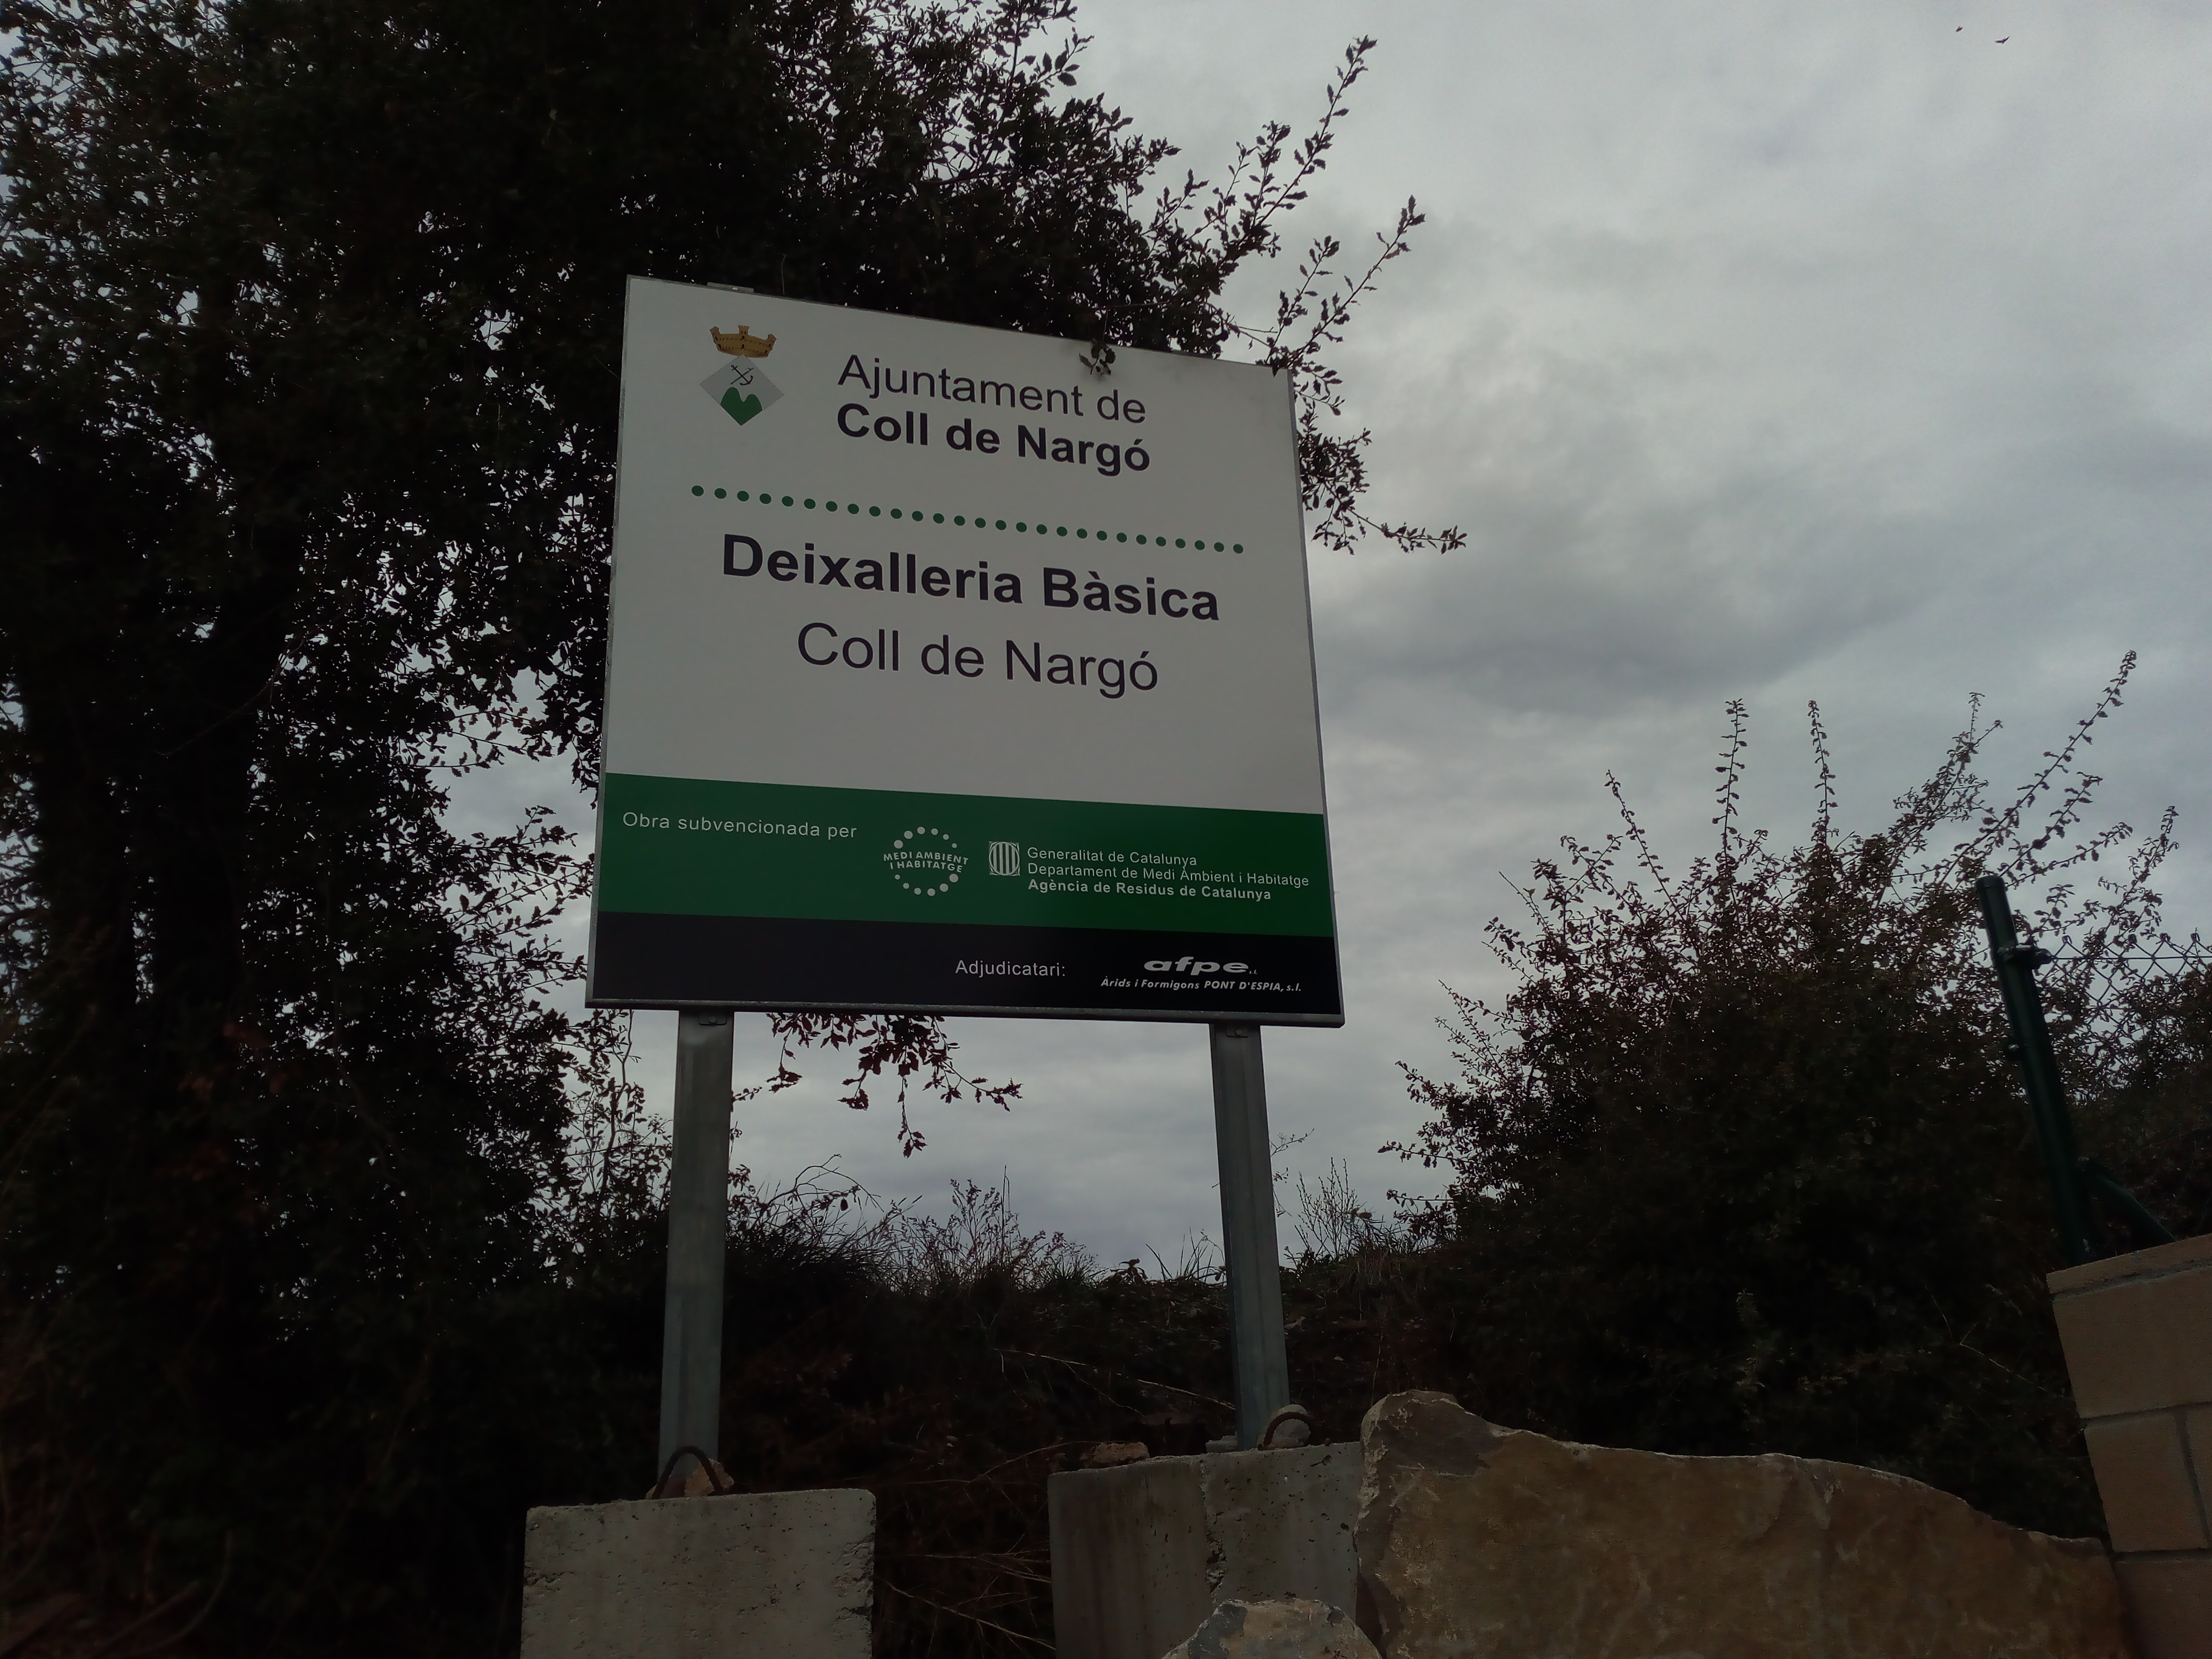 Ajuntament de
Coll de Nargó
Deixalleria Bàsica
Coll de Nargó
Obra subvencionada per
MEDI AMBIENT
I HABITATGE
Generalitat de Catalunya
Departament de Medi Ambient i Habitatge
Agència de Residus de Catalunya
Adjudicatari:
afpe s.l.
Àrids i Formigons PONT D'ESPIA, s.l.